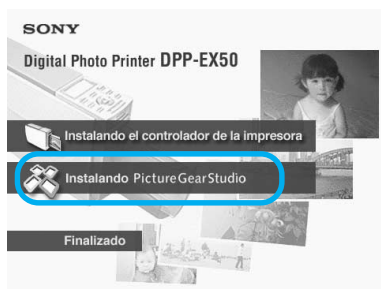 SONY
Digital Photo Printer DPP-EX50
Instalando el controlador de la impresora
Instalando PictureGearStudio
Finalizado